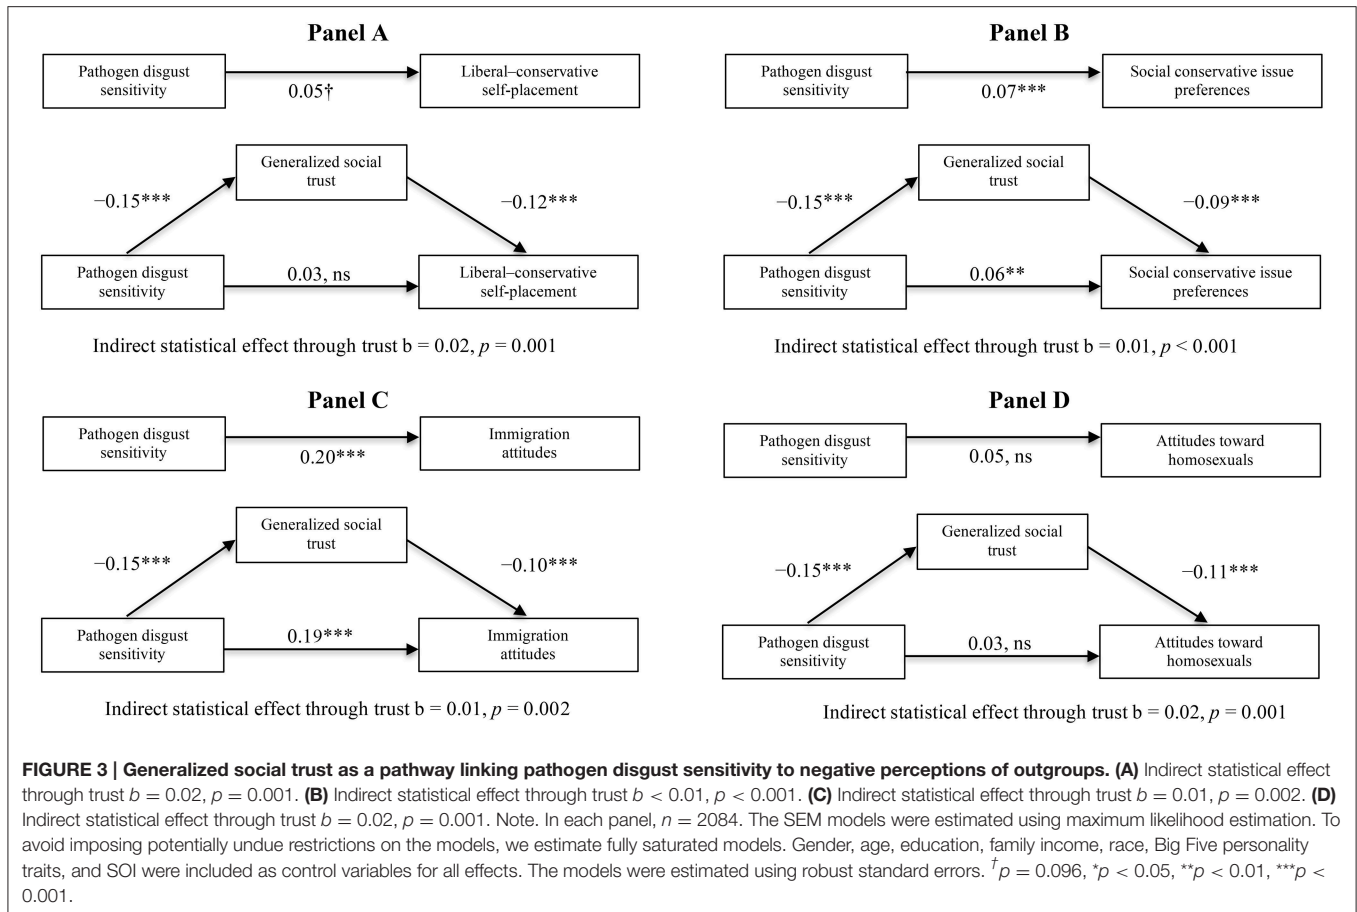 Panel A
Pathogen disgust
sensitivity
0.05†
Liberal–conservative
self-placement
Generalized social
trust
−0.15***
−0.12***
Pathogen disgust
sensitivity
0.03, ns
Liberal–conservative
self-placement
Indirect statistical effect through trust b = 0.02, p = 0.001
Panel B
Pathogen disgust
sensitivity
0.07***
Social conservative issue
preferences
Generalized social
trust
−0.15***
−0.09***
Pathogen disgust
sensitivity
0.06**
Social conservative issue
preferences
Indirect statistical effect through trust b = 0.01, p < 0.001
Panel C
Pathogen disgust
sensitivity
0.20***
Immigration
attitudes
Generalized social
trust
−0.15***
−0.10***
Pathogen disgust
sensitivity
0.19***
Immigration
attitudes
Indirect statistical effect through trust b = 0.01, p = 0.002
Panel D
Pathogen disgust
sensitivity
0.05, ns
Attitudes toward
homosexuals
Generalized social
trust
−0.15***
−0.11***
Pathogen disgust
sensitivity
0.03, ns
Attitudes toward
homosexuals
Indirect statistical effect through trust b = 0.02, p = 0.001
FIGURE 3 | Generalized social trust as a pathway linking pathogen disgust sensitivity to negative perceptions of outgroups. (A) Indirect statistical effect
through trust b = 0.02, p = 0.001. (B) Indirect statistical effect through trust b < 0.01, p < 0.001. (C) Indirect statistical effect through trust b = 0.01, p = 0.002. (D)
Indirect statistical effect through trust b = 0.02, p = 0.001. Note. In each panel, n = 2084. The SEM models were estimated using maximum likelihood estimation. To
avoid imposing potentially undue restrictions on the models, we estimate fully saturated models. Gender, age, education, family income, race, Big Five personality
traits, and SOI were included as control variables for all effects. The models were estimated using robust standard errors. †p = 0.096, *p < 0.05, **p < 0.01, ***p <
0.001.